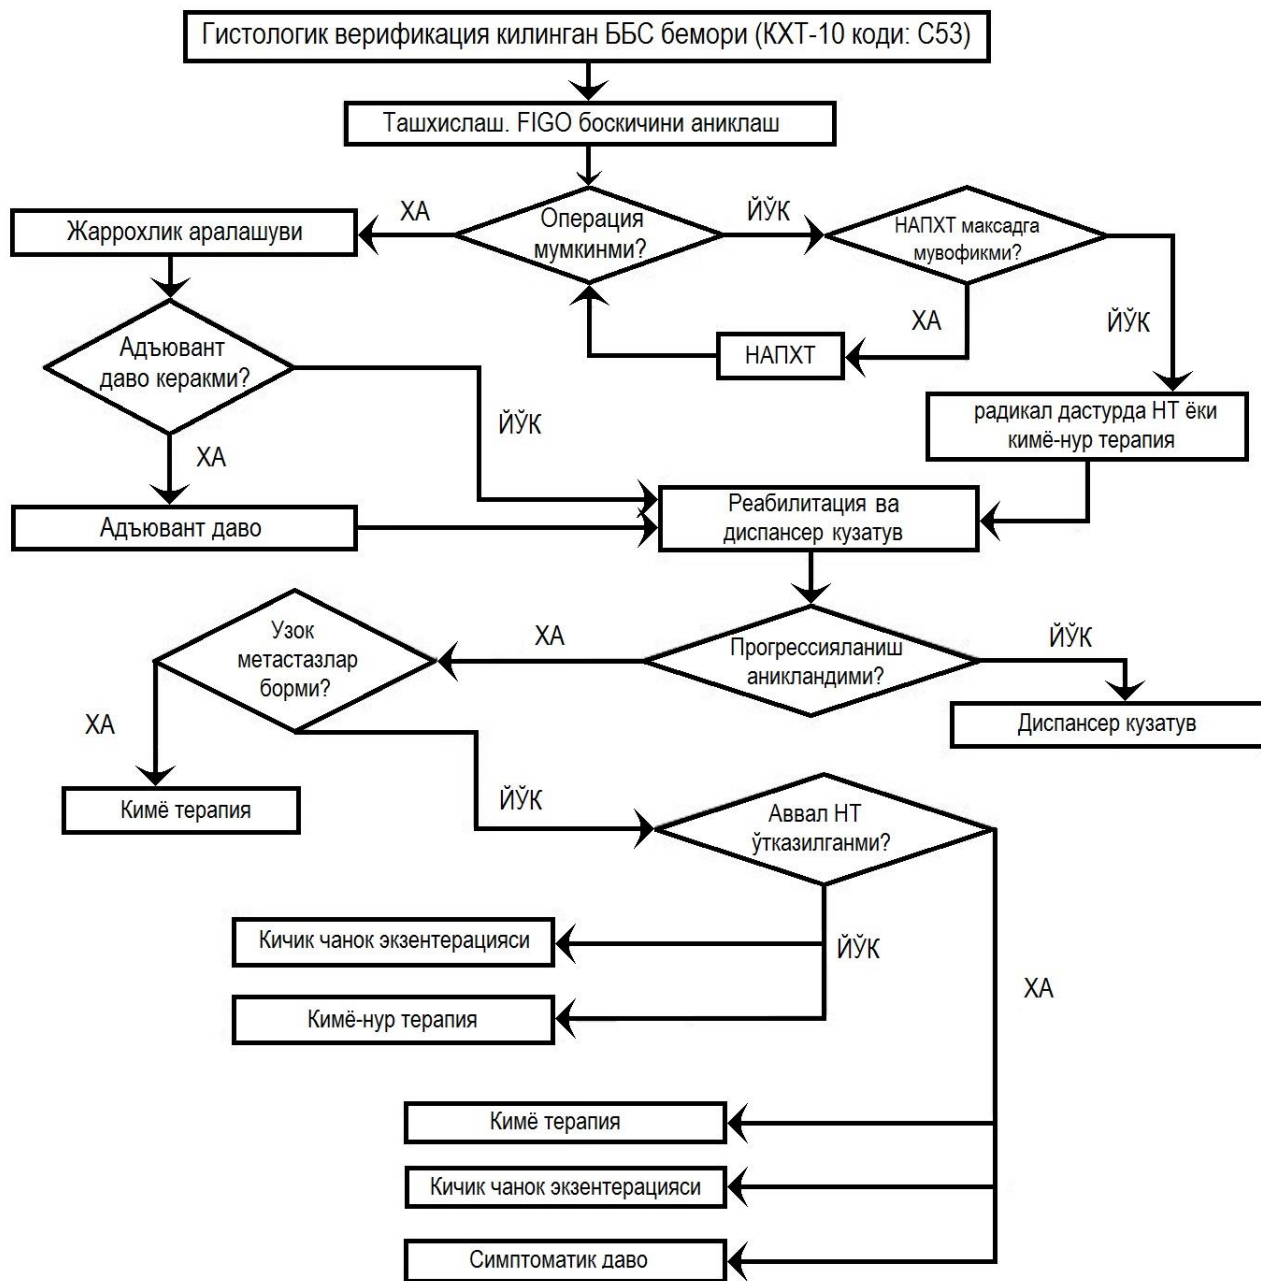 Гистологик верификация килинган ББС бемори (КХТ-10 коди: С53)
Ташхислаш. FIGO боскичини аниклаш
Операция
мумкинми?
ХА
ЙЎК
Жаррохлик аралашуви
НАПХТ максадга
мувофикми?
ХА
ЙЎК
НАПХТ
Адъювант
даво керакми?
ЙЎК
ХА
радикал дастурда НТ ёки
кимё-нур терапия
Адъювант даво
Реабилитация ва
диспансер кузатув
Прогрессияланиш
аникландими?
ХА
ЙЎК
Узок
метастазлар
борми?
Диспансер кузатув
ХА
ЙЎК
Кимё терапия
Аввал НТ
ўтказилганми?
ЙЎК
ХА
Кичик чанок экзентерацияси
Кимё-нур терапия
Кимё терапия
Кичик чанок экзентерацияси
Симптоматик даво